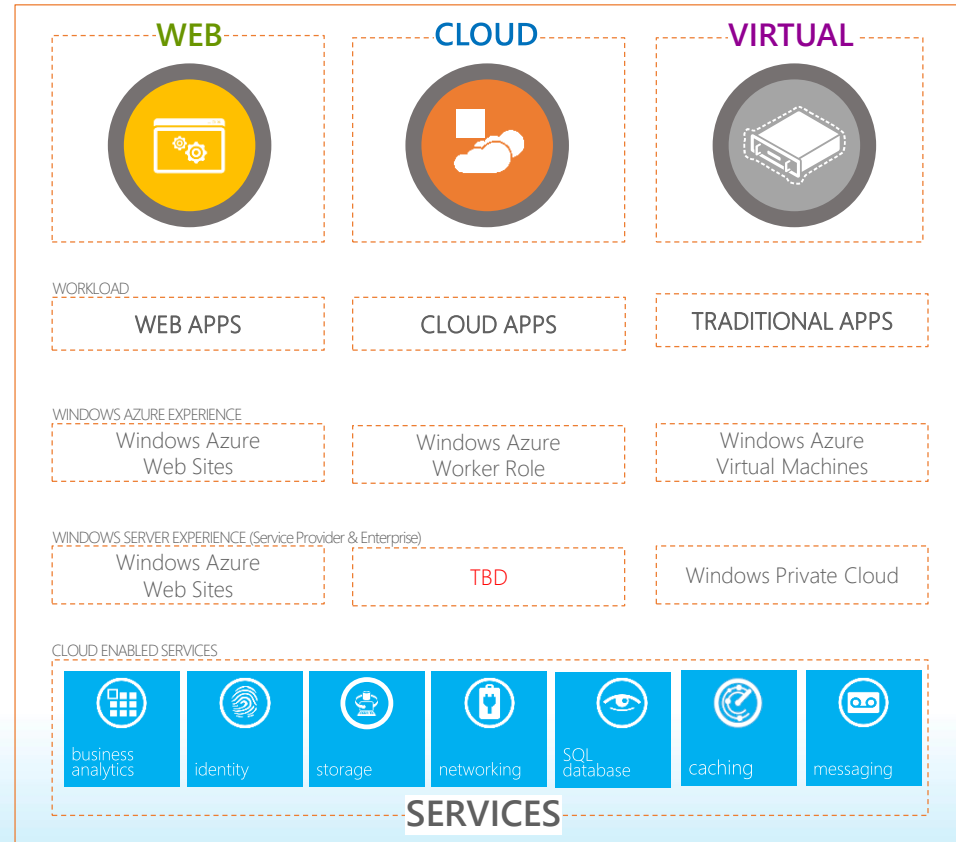 WEB
CLOUD
VIRTUAL
WORKLOAD
WEB APPS
CLOUD APPS
TRADITIONAL APPS
WINDOWS AZURE EXPERIENCE
Windows Azure
Web Sites
Windows Azure
Worker Role
Windows Azure
Virtual Machines
WINDOWS SERVER EXPERIENCE (Service Provider & Enterprise)
Windows Azure
Web Sites
TBD
Windows Private Cloud
CLOUD ENABLED SERVICES
business
analytics
identity
storage
networking
SQL
database
caching
messaging
SERVICES